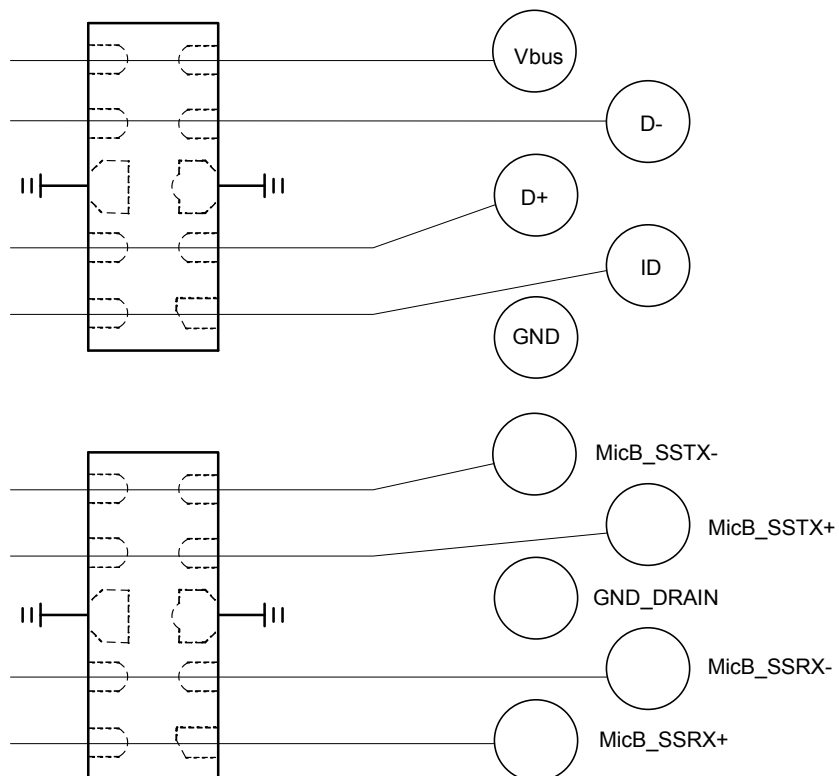 Vbus
D-
D+
ID
GND
MicB_SSTX-
MicB_SSTX+
GND_DRAIN
MicB_SSRX-
MicB_SSRX+